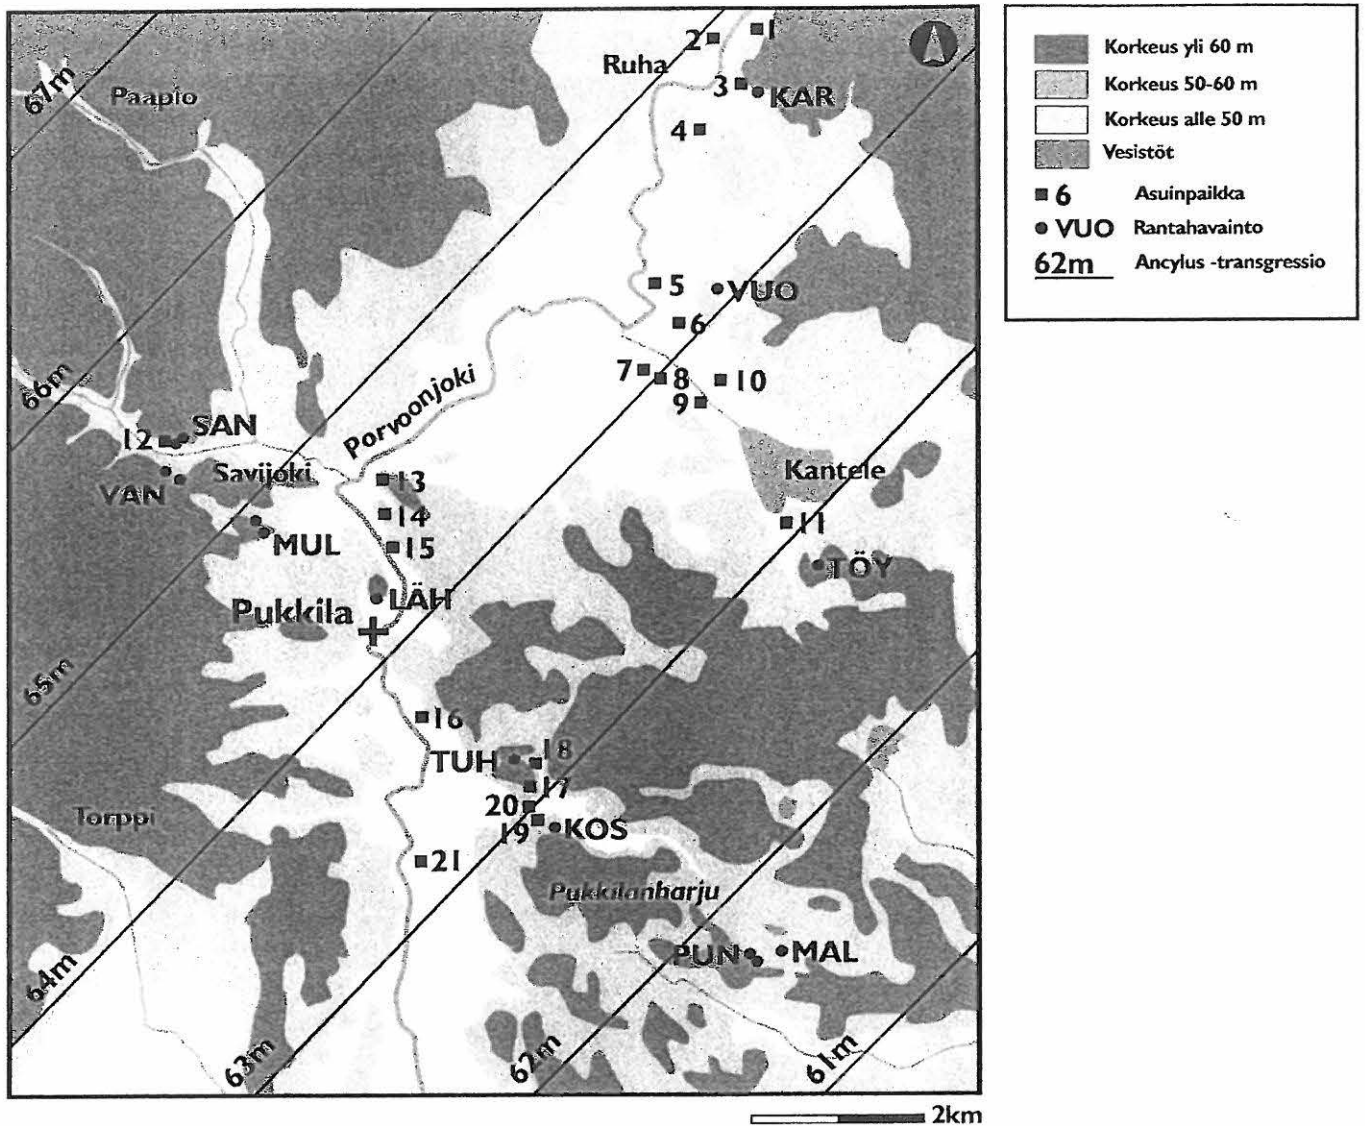 1
2
Ruha
3
KAR
67m
Paapio
4
5
VUO
6
7
8
10
9
66m
Porvoonjoki
SAN
12
Savijoki
VAN
13
Kantele
14
11
MUL
15
TÖY
LÄH
Pukkila
65m
16
TUH
18
17
20
19
KOS
Torppi
21
Pukkilanharju
PUN
MAL
64m
63m
62m
61m
2km
Korkeus yli 60 m
Korkeus 50-60 m
Korkeus alle 50 m
Vesistöt
6 Asuinpaikka
VUO Rantahavainto
62m Ancylus -transgressio